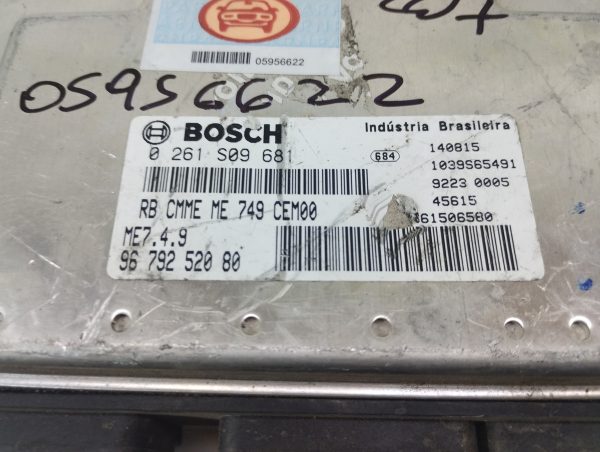 05956622
05956622
BOSCH
Indústria Brasileira
0 261 S09 681
684
140815
1039S65491
9223 0005
RB CMME ME 749 CEM00
45615
61506580
ME7.4.9
96 792 520 80